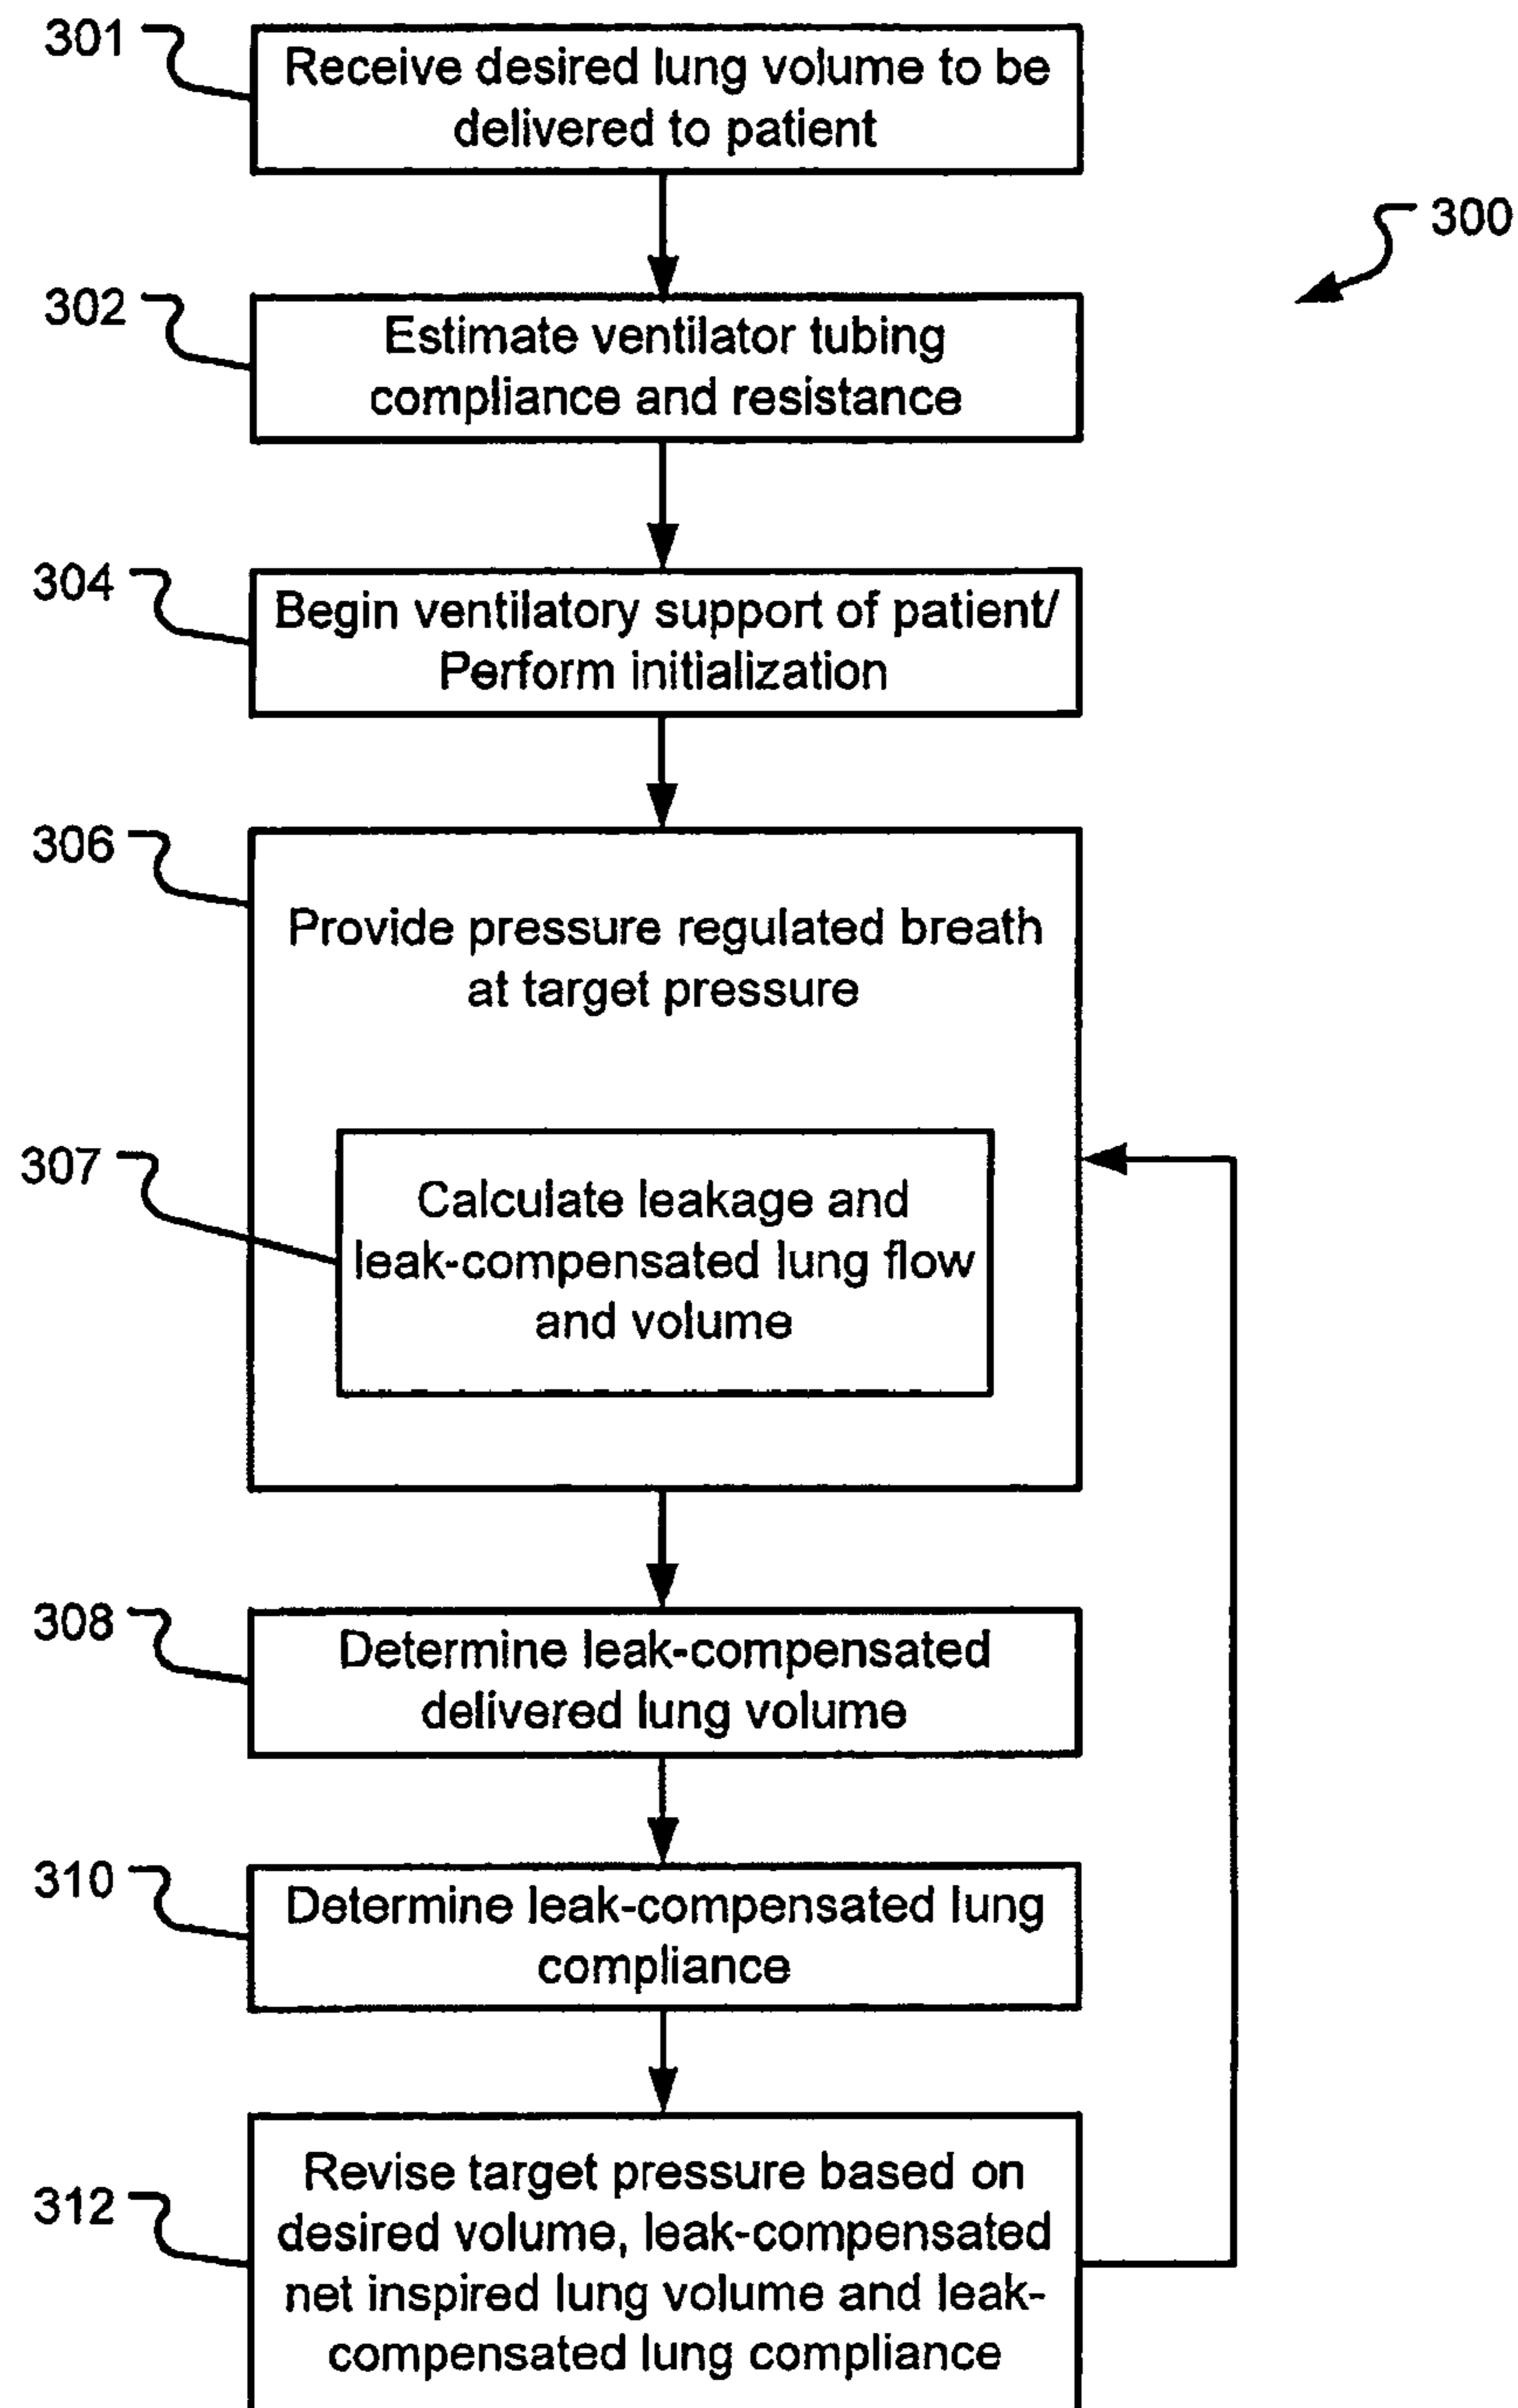 301
Receive desired lung volume to be
delivered to patient
300
302
Estimate ventilator tubing
compliance and resistance
304
Begin ventilatory support of patient/
Perform initialization
306
Provide pressure regulated breath
at target pressure
307
Calculate leakage and
leak-compensated lung flow
and volume
308
Determine leak-compensated
delivered lung volume
310
Determine leak-compensated lung
compliance
312
Revise target pressure based on
desired volume, leak-compensated
net inspired lung volume and leak-
compensated lung compliance